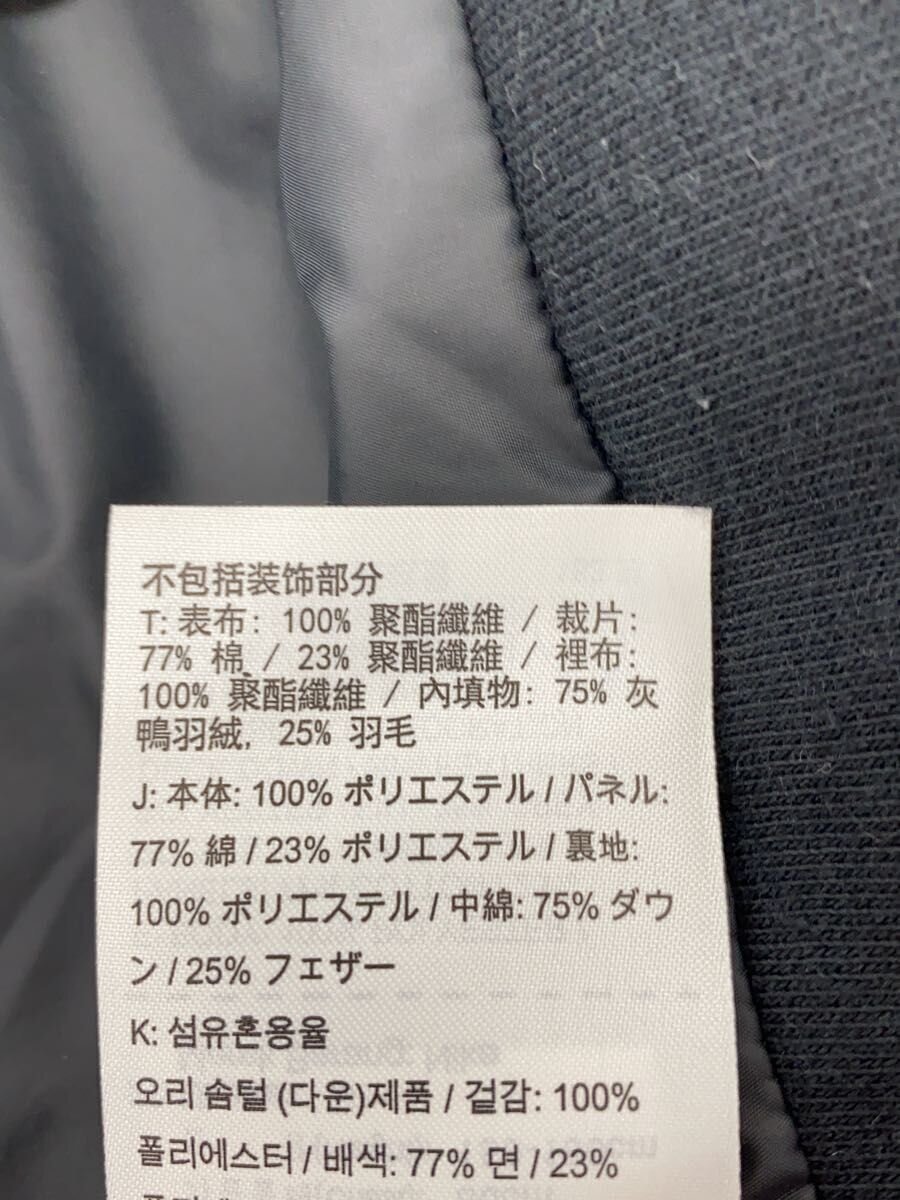 不包括装饰部分
T: 表布: 100% 聚酯纖維 / 裁片:
77% 棉 / 23% 聚酯纖維 / 裡布:
100% 聚酯纖維 / 內填物: 75% 灰
鴨羽絨, 25% 羽毛
J: 本体: 100% ポリエステル / パネル:
77% 綿 / 23% ポリエステル / 裏地:
100% ポリエステル / 中綿: 75% ダウ
ン / 25% フェザー
K: 섬유혼용율
오리 솜털 (다운)제품 / 겉감: 100%
폴리에스터 / 배색: 77% 면 / 23%